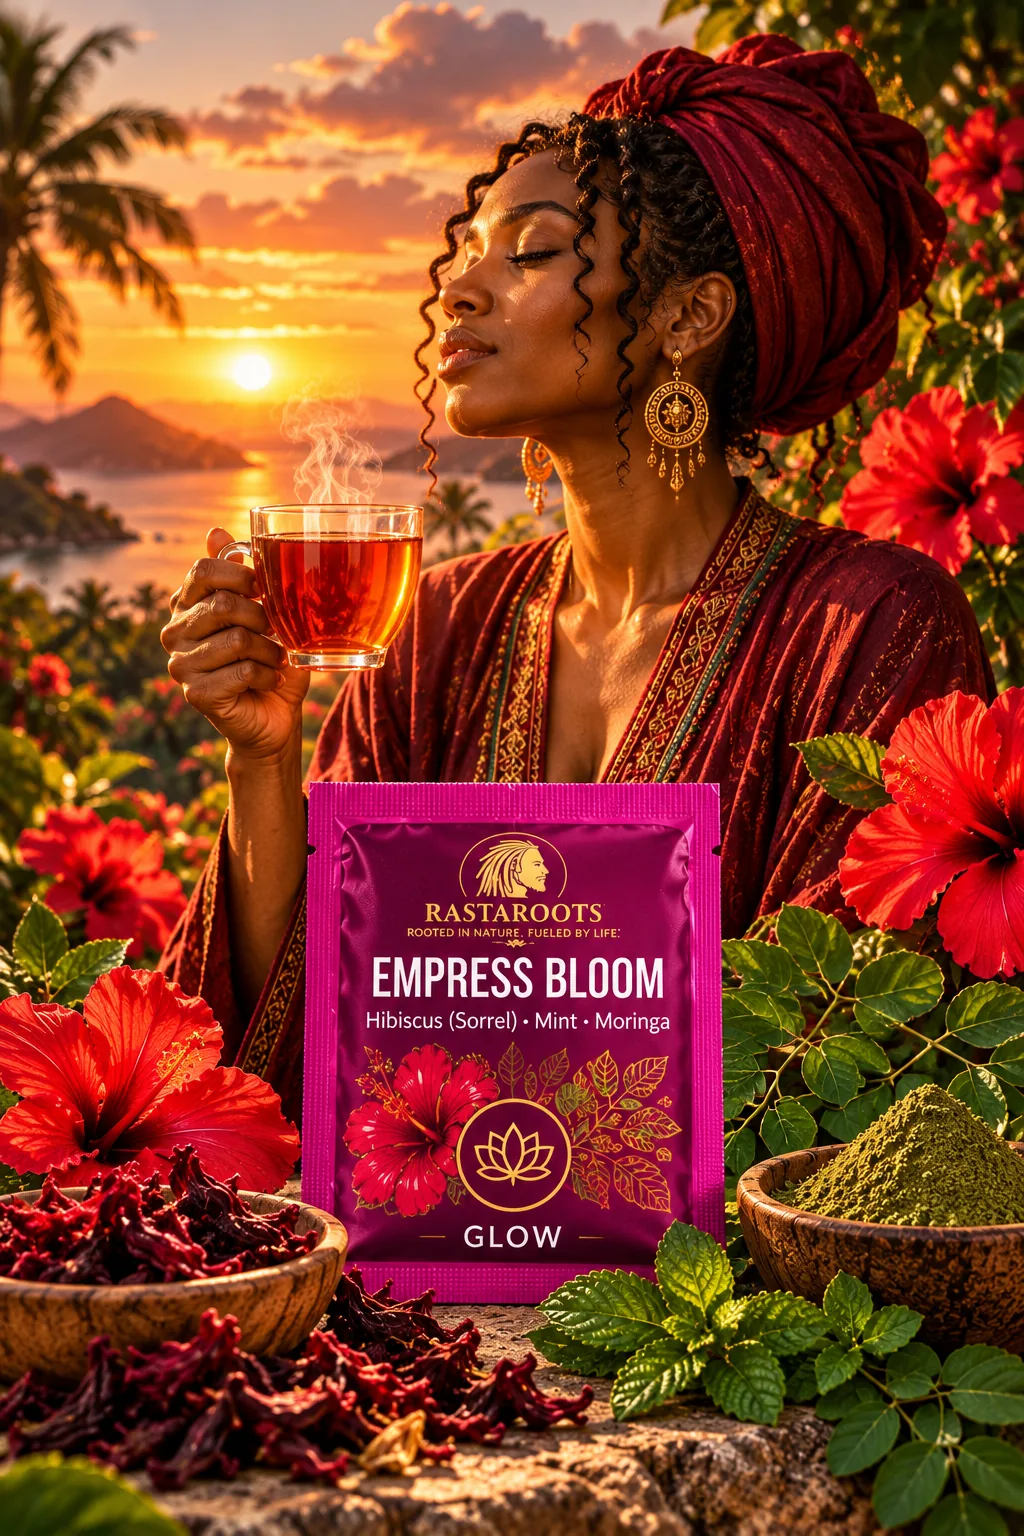 RASTAROOTS
ROOTED IN NATURE. FUELED BY LIFE.
EMPRESS BLOOM
Hibiscus (Sorrel) • Mint • Moringa
GLOW